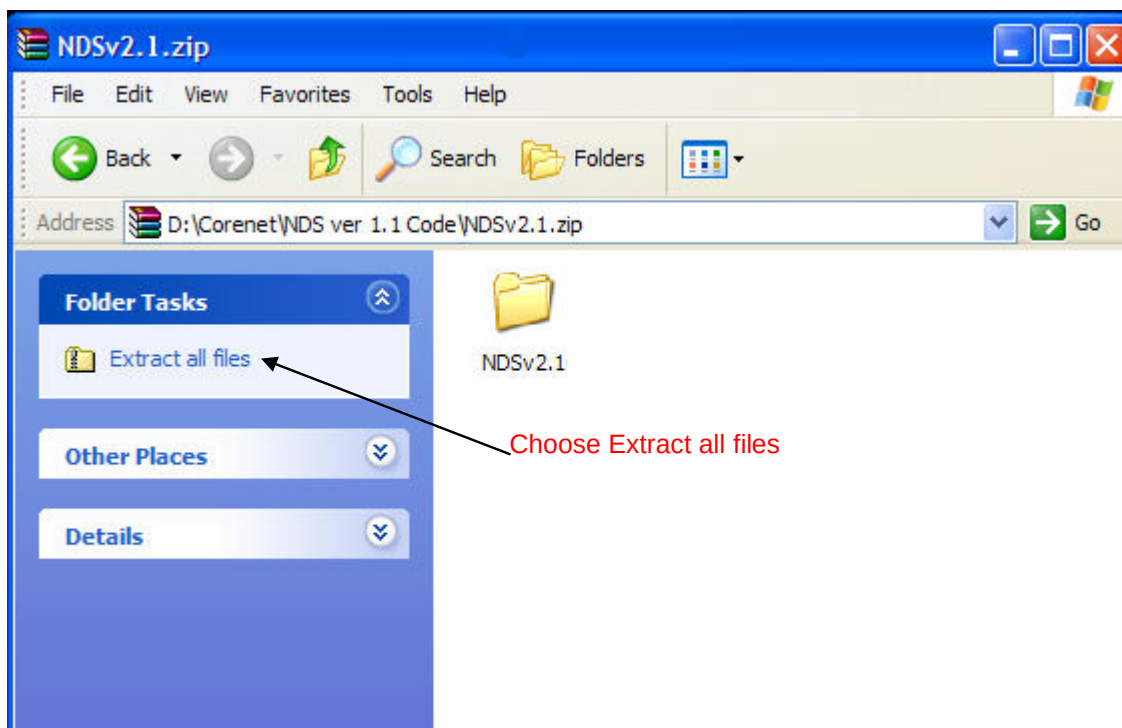 NDSv2.1.zip
File Edit View Favorites Tools Help
Back Search Folders
Address D:\Corenet\NDS ver 1.1 Code\NDSv2.1.zip Go
Folder Tasks
Extract all files
NDSv2.1
Choose Extract all files
Other Places
Details